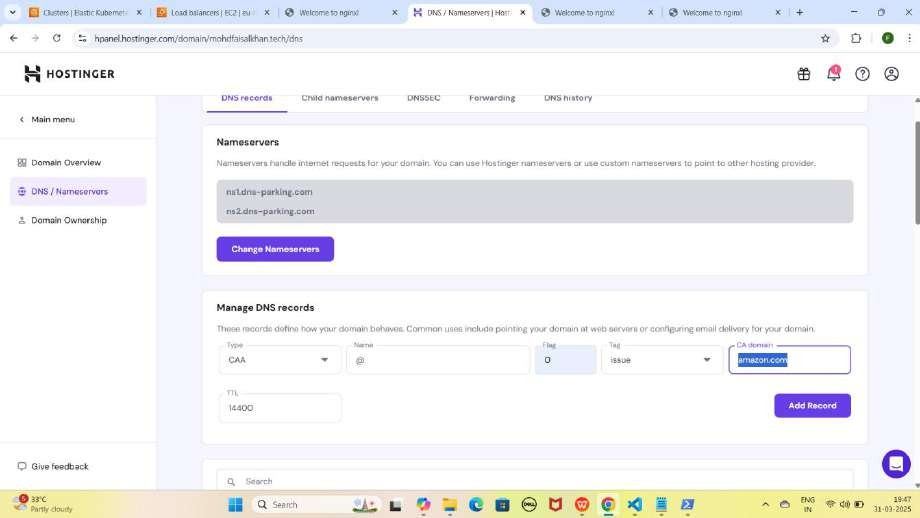 Clusters | Elastic Kubernete
Load balancers | EC2 | eu-n
Welcome to nginx!
DNS / Nameservers | Hosti
Welcome to nginx!
Welcome to nginx!
hpanel.hostinger.com/domain/mohdfaisalkhan.tech/dns
F
HOSTINGER
1
DNS records
Child nameservers
DNSSEC
Forwarding
DNS history
Main menu
Domain Overview
DNS / Nameservers
Domain Ownership
Nameservers
Nameservers handle internet requests for your domain. You can use Hostinger nameservers or use custom nameservers to point to other hosting provider.
ns1.dns-parking.com
ns2.dns-parking.com
Change Nameservers
Manage DNS records
These records define how your domain behaves. Common uses include pointing your domain at web servers or configuring email delivery for your domain.
Type
CAA
Name
@
Flag
0
Tag
issue
CA domain
amazon.com
TTL
14400
Add Record
Search
Give feedback
5
33°C
Partly cloudy
Search
DELL
ENG
IN
19:47
31-03-2025